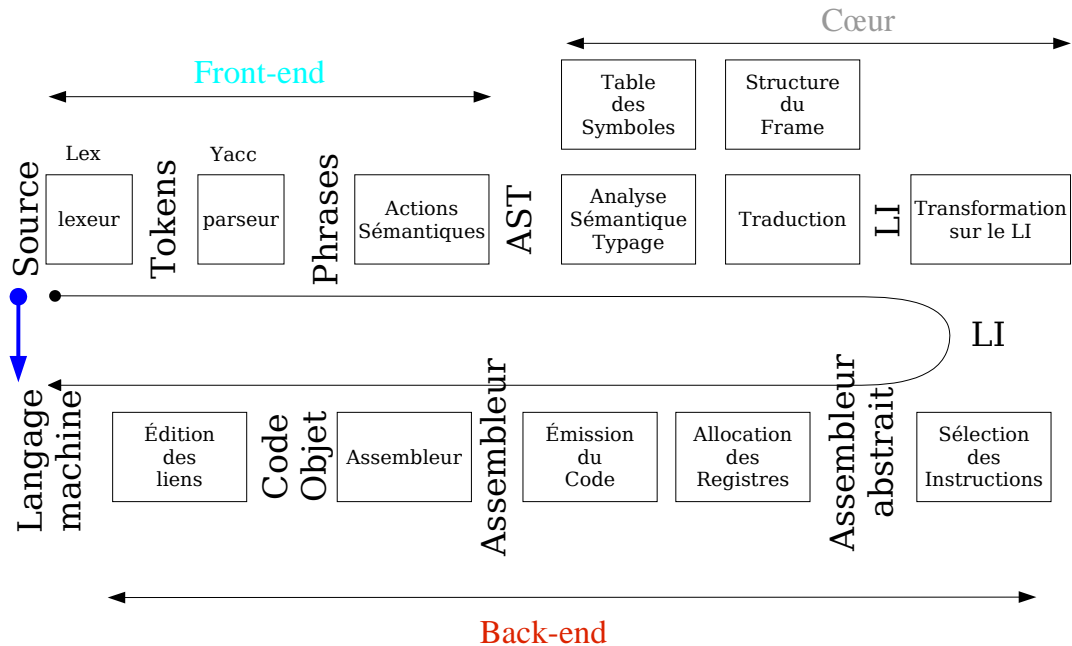 Cœur
Front-end
Table
des
Symboles
Structure
du
Frame
Source
Lex
lexeur
Tokens
Yacc
parseur
Phrases
Actions
Sémantiques
AST
Analyse
Sémantique
Typage
Traduction
LI
Transformation
sur le LI
LI
Langage
machine
Édition
des
liens
Code
Objet
Assembleur
Assembleur
Émission
du
Code
Allocation
des
Registres
Assembleur
abstrait
Sélection
des
Instructions
Back-end